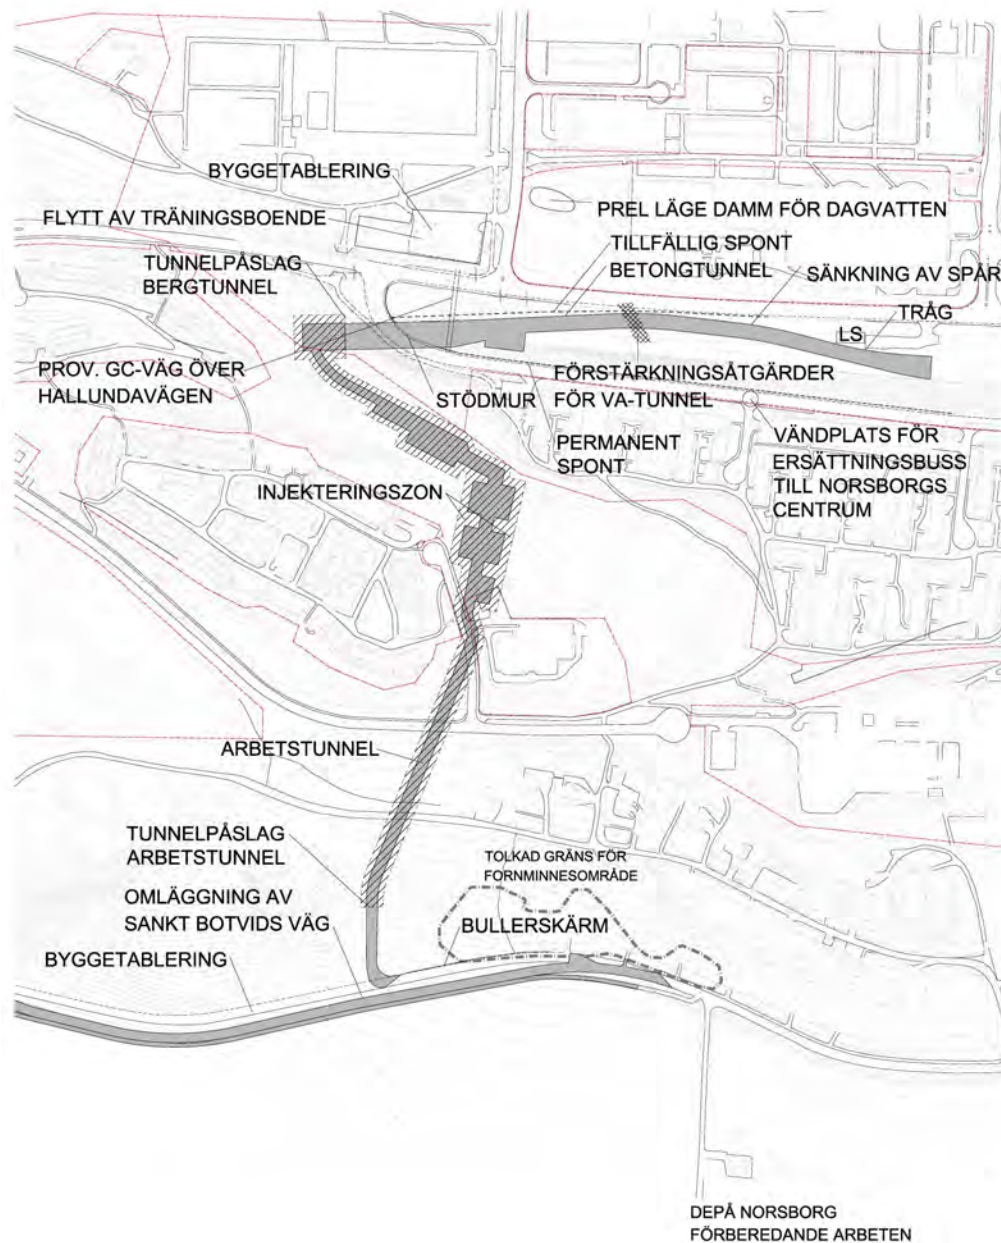 BYGGETABLERING
FLYTT AV TRÄNINGSBOENDE
PREL LÄGE DAMM FÖR DAGVATTEN
TUNNELPÅSLAG
BERGTUNNEL
TILLFÄLLIG SPONT
BETONGTUNNEL
SÄNKNING AV SPÅR
TRÅG
LS
PROV. GC-VÄG ÖVER
HALLUNDAVÄGEN
STÖDMUR
FÖRSTÄRKNINGSÅTGÄRDER
FÖR VA-TUNNEL
PERMANENT
SPONT
VÄNDPLATS FÖR
ERSÄTTNINGSBUSS
TILL NORSBORGS
CENTRUM
INJEKTERINGSZON
ARBETSTUNNEL
TUNNELPÅSLAG
ARBETSTUNNEL
TOLKAD GRÄNS FÖR
FORNMINNESOMRÅDE
OMLÄGGNING AV
SANKT BOTVIDS VÄG
BULLERSKÄRM
BYGGETABLERING
DEPÅ NORSBORG
FÖRBEREDANDE ARBETEN